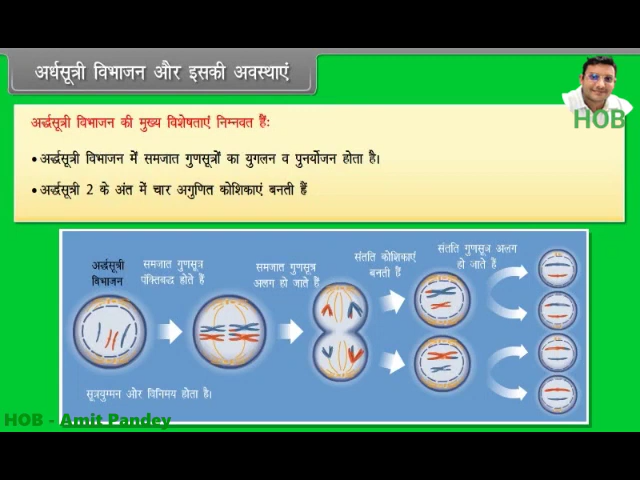 अर्धसूत्री विभाजन और इसकी अवस्थाएं
HOB
अर्द्धसूत्री विभाजन की मुख्य विशेषताएं निम्नवत हैं:
•अर्द्धसूत्री विभाजन में समजात गुणसूत्रों का युगलन व पुनर्योजन होता है।
•अर्द्धसूत्री 2 के अंत में चार अगुणित कोशिकाएं बनती हैं
अर्द्धसूत्री
विभाजन
समजात गुणसूत्र
पंक्तिबद्ध होते हैं
समजात गुणसूत्र
अलग हो जाते हैं
संतति कोशिकाएं
बनती हैं
संतति गुणसूत्र अलग
हो जाते हैं
सूत्रयुग्मन और विनिमय होता है।
HOB - Amit Pandey